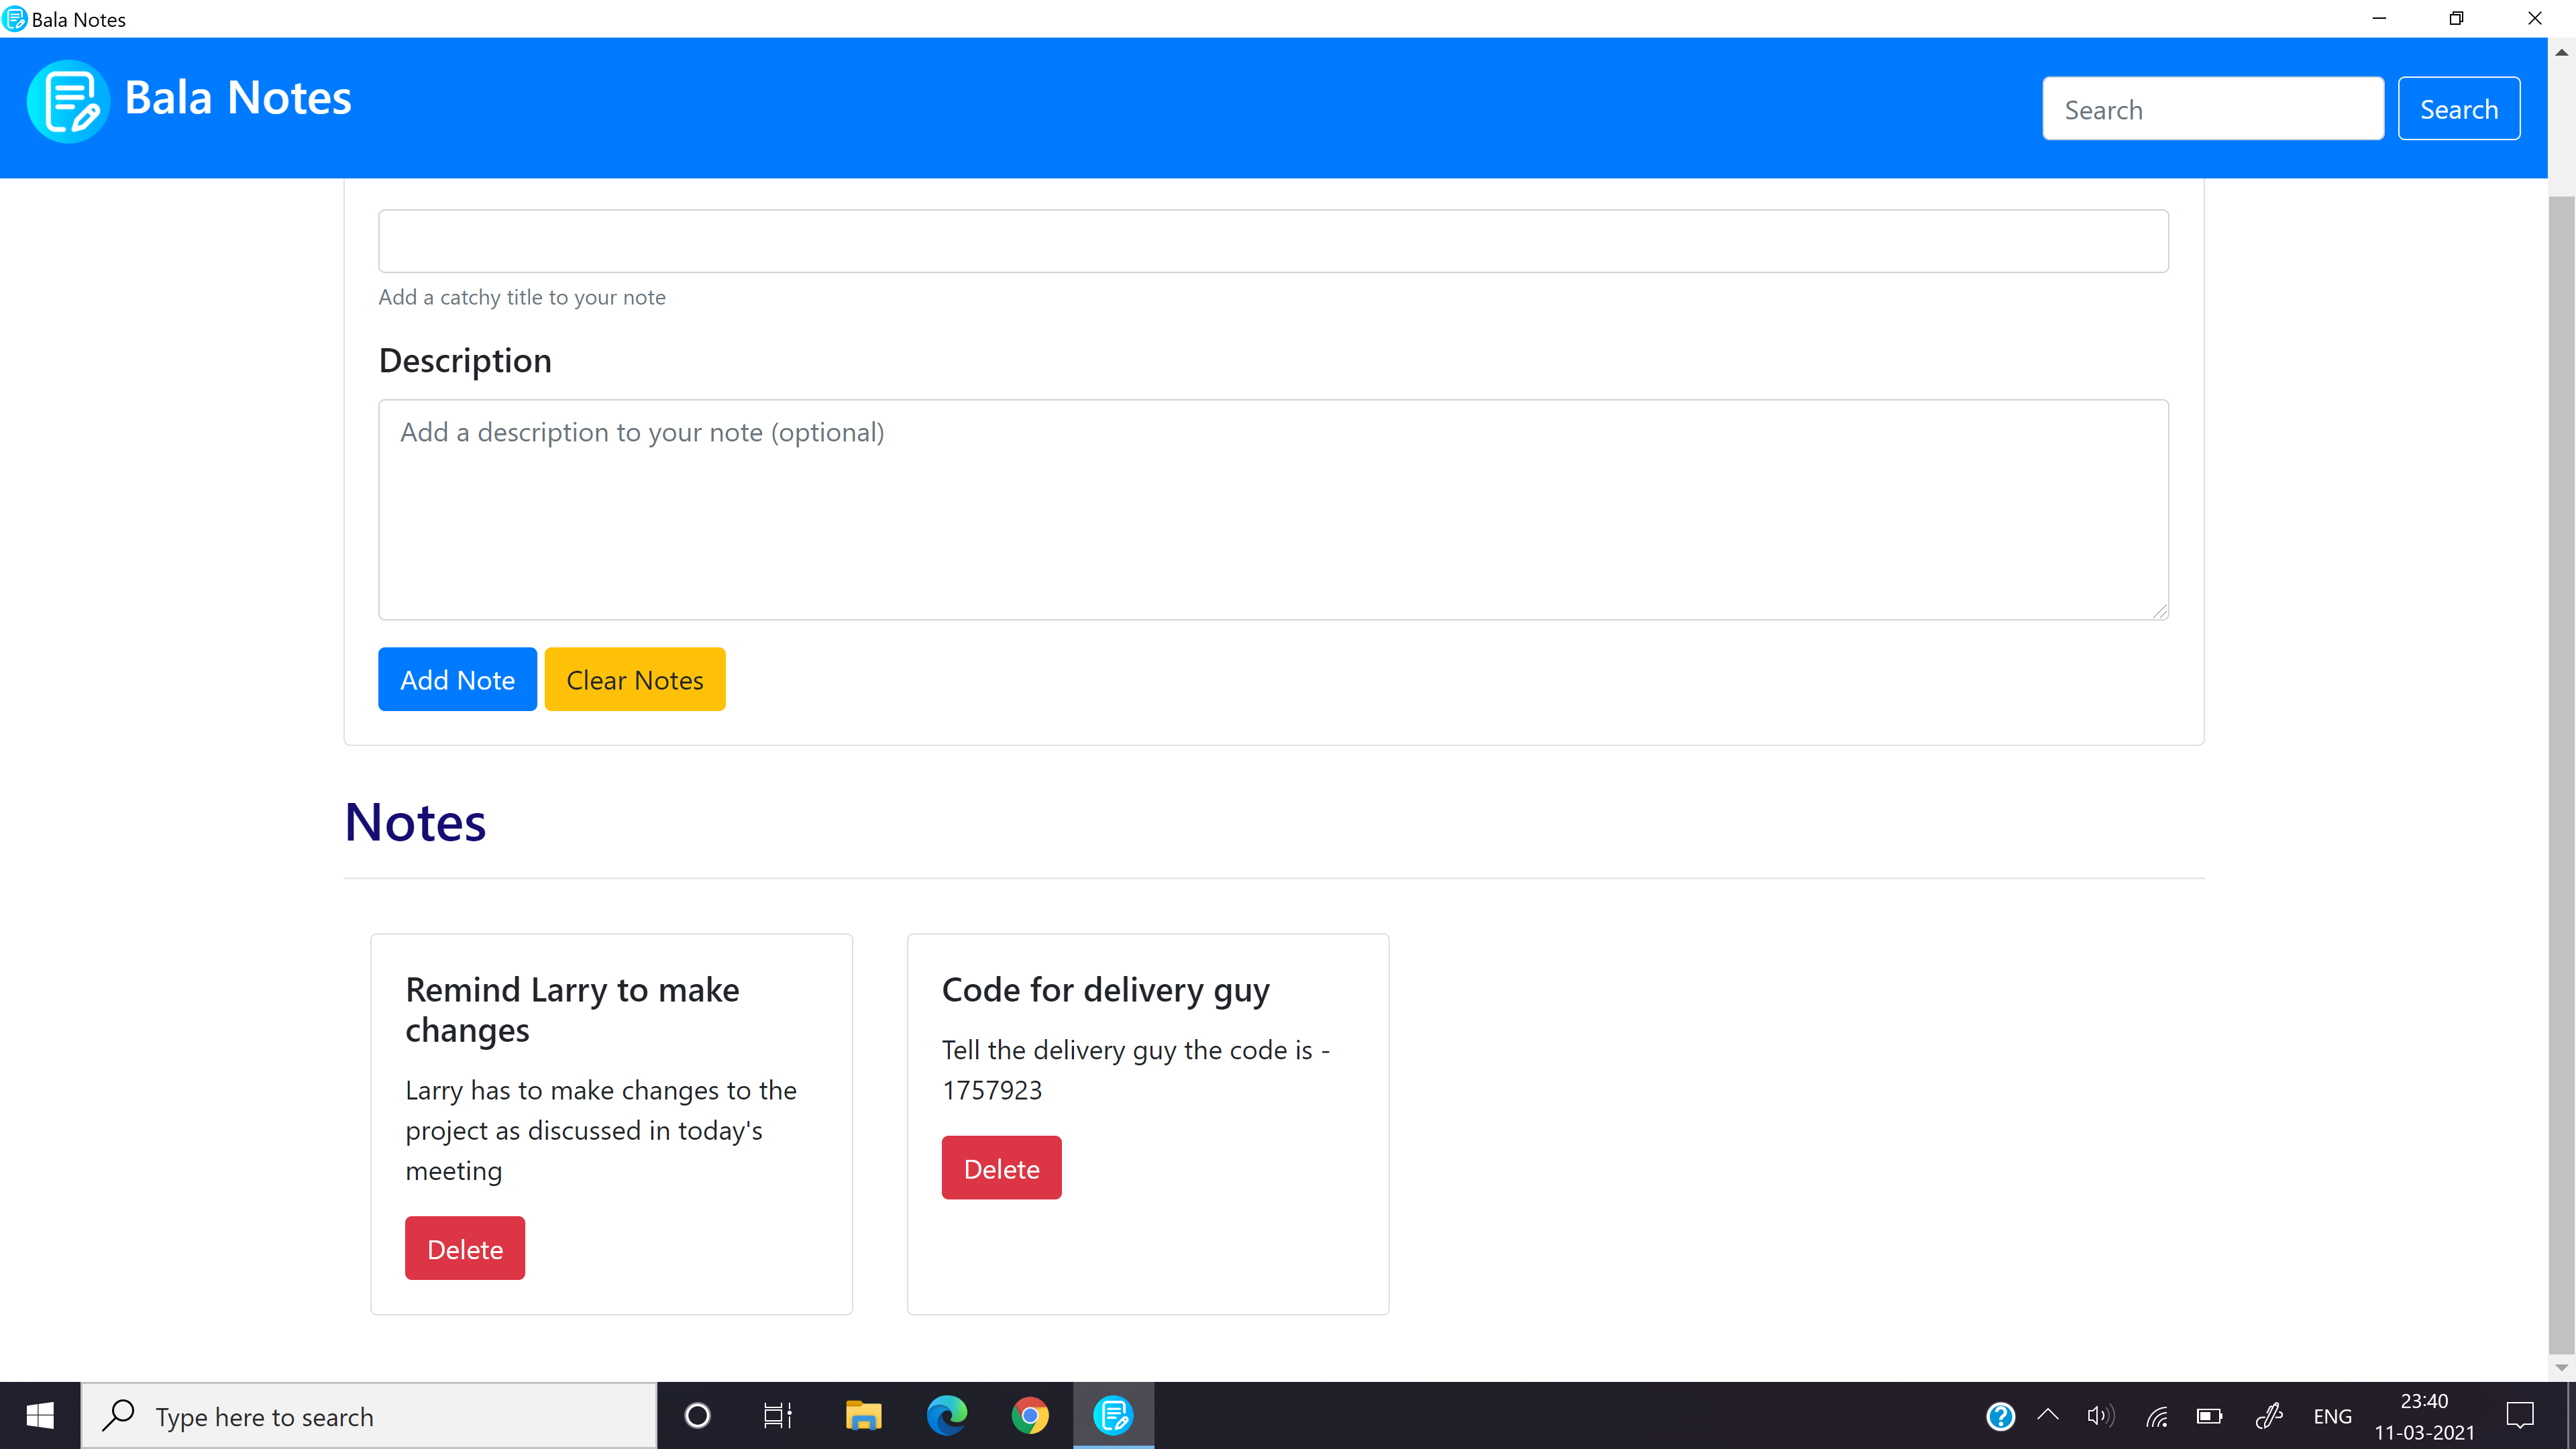 Bala Notes
Bala Notes
Search
Search
Add a catchy title to your note
Description
Add a description to your note (optional)
Add Note
Clear Notes
Notes
Remind Larry to make
changes
Larry has to make changes to the
project as discussed in today's
meeting
Delete
Code for delivery guy
Tell the delivery guy the code is -
1757923
Delete
Type here to search
ENG
23:40
11-03-2021